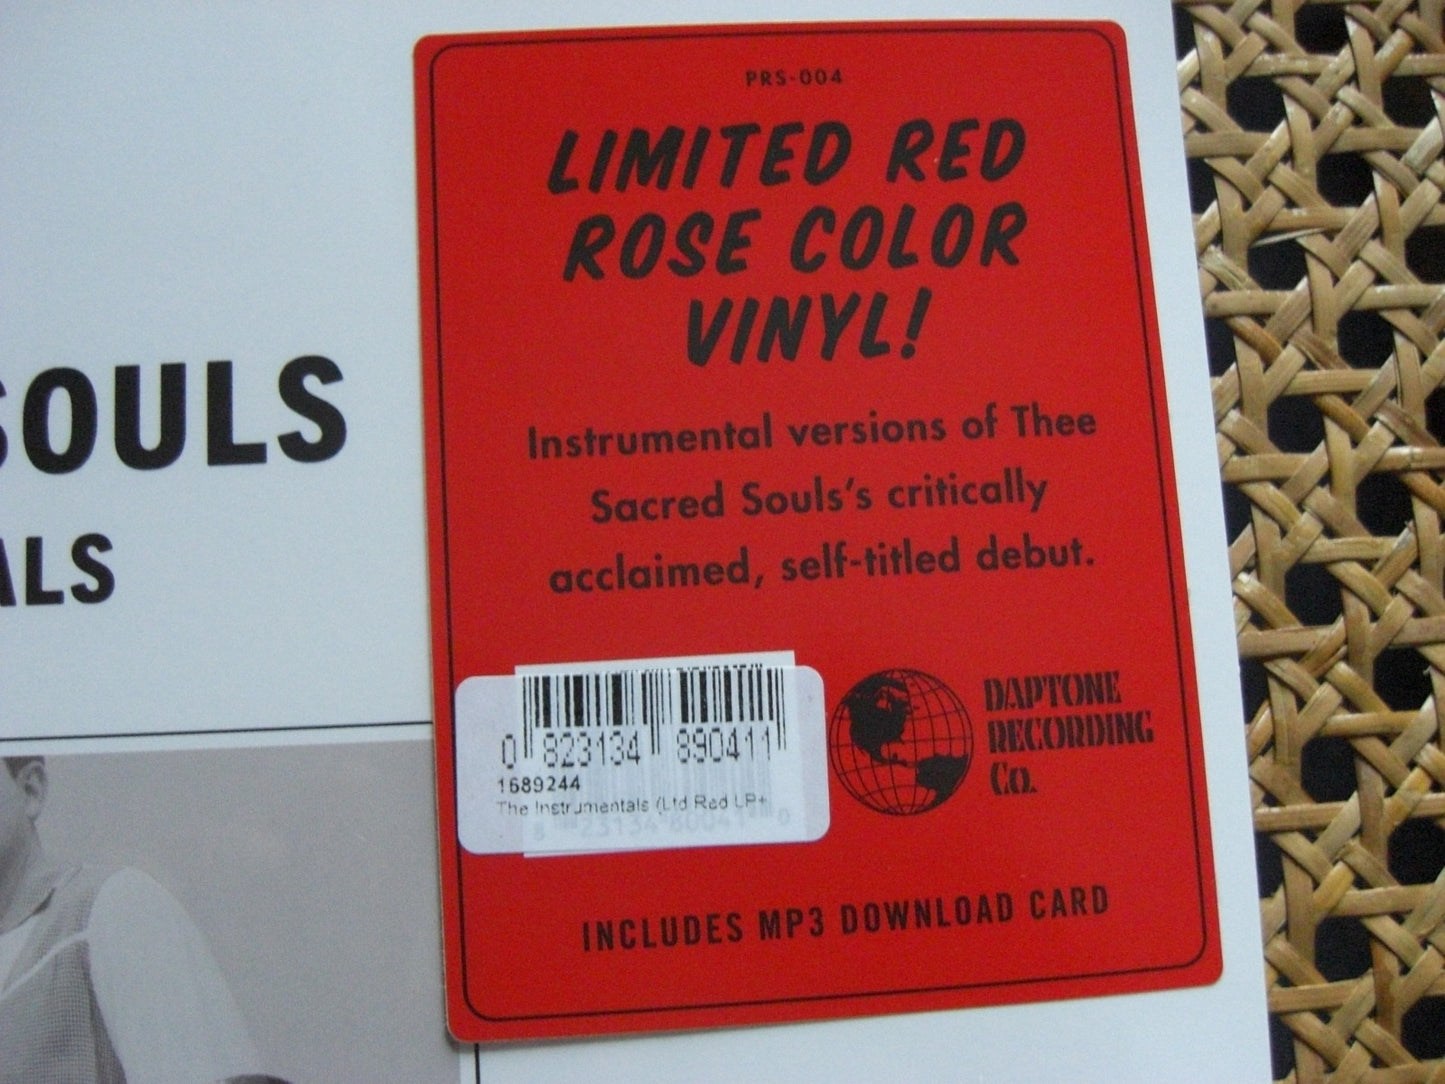 SOULS
ALS
PRS-004
LIMITED RED
ROSE COLOR
VINYL!
Instrumental versions of Thee
Sacred Souls's critically
acclaimed, self-titled debut.
0 823134 890411
1689244
The Instrumentals (Ltd Red LP+
DAPTONE
RECORDING
Co.
INCLUDES MP3 DOWNLOAD CARD